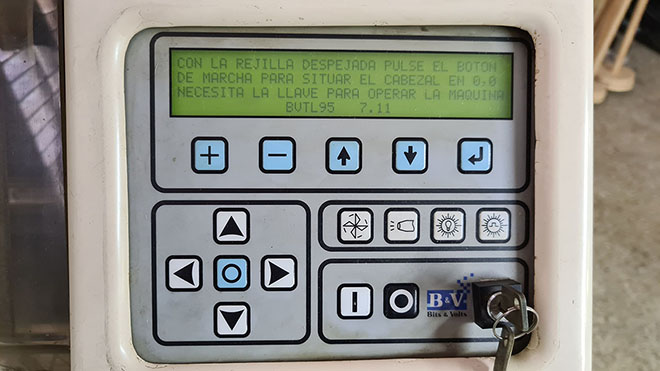 CON LA REJILLA DESPEJADA PULSE EL BOTON
DE MARCHA PARA SITUAR EL CABEZAL EN 0,0
NECESITA LA LLAVE PARA OPERAR LA MAQUINA
BVTL95 7.11
B&V
Bits & Volts